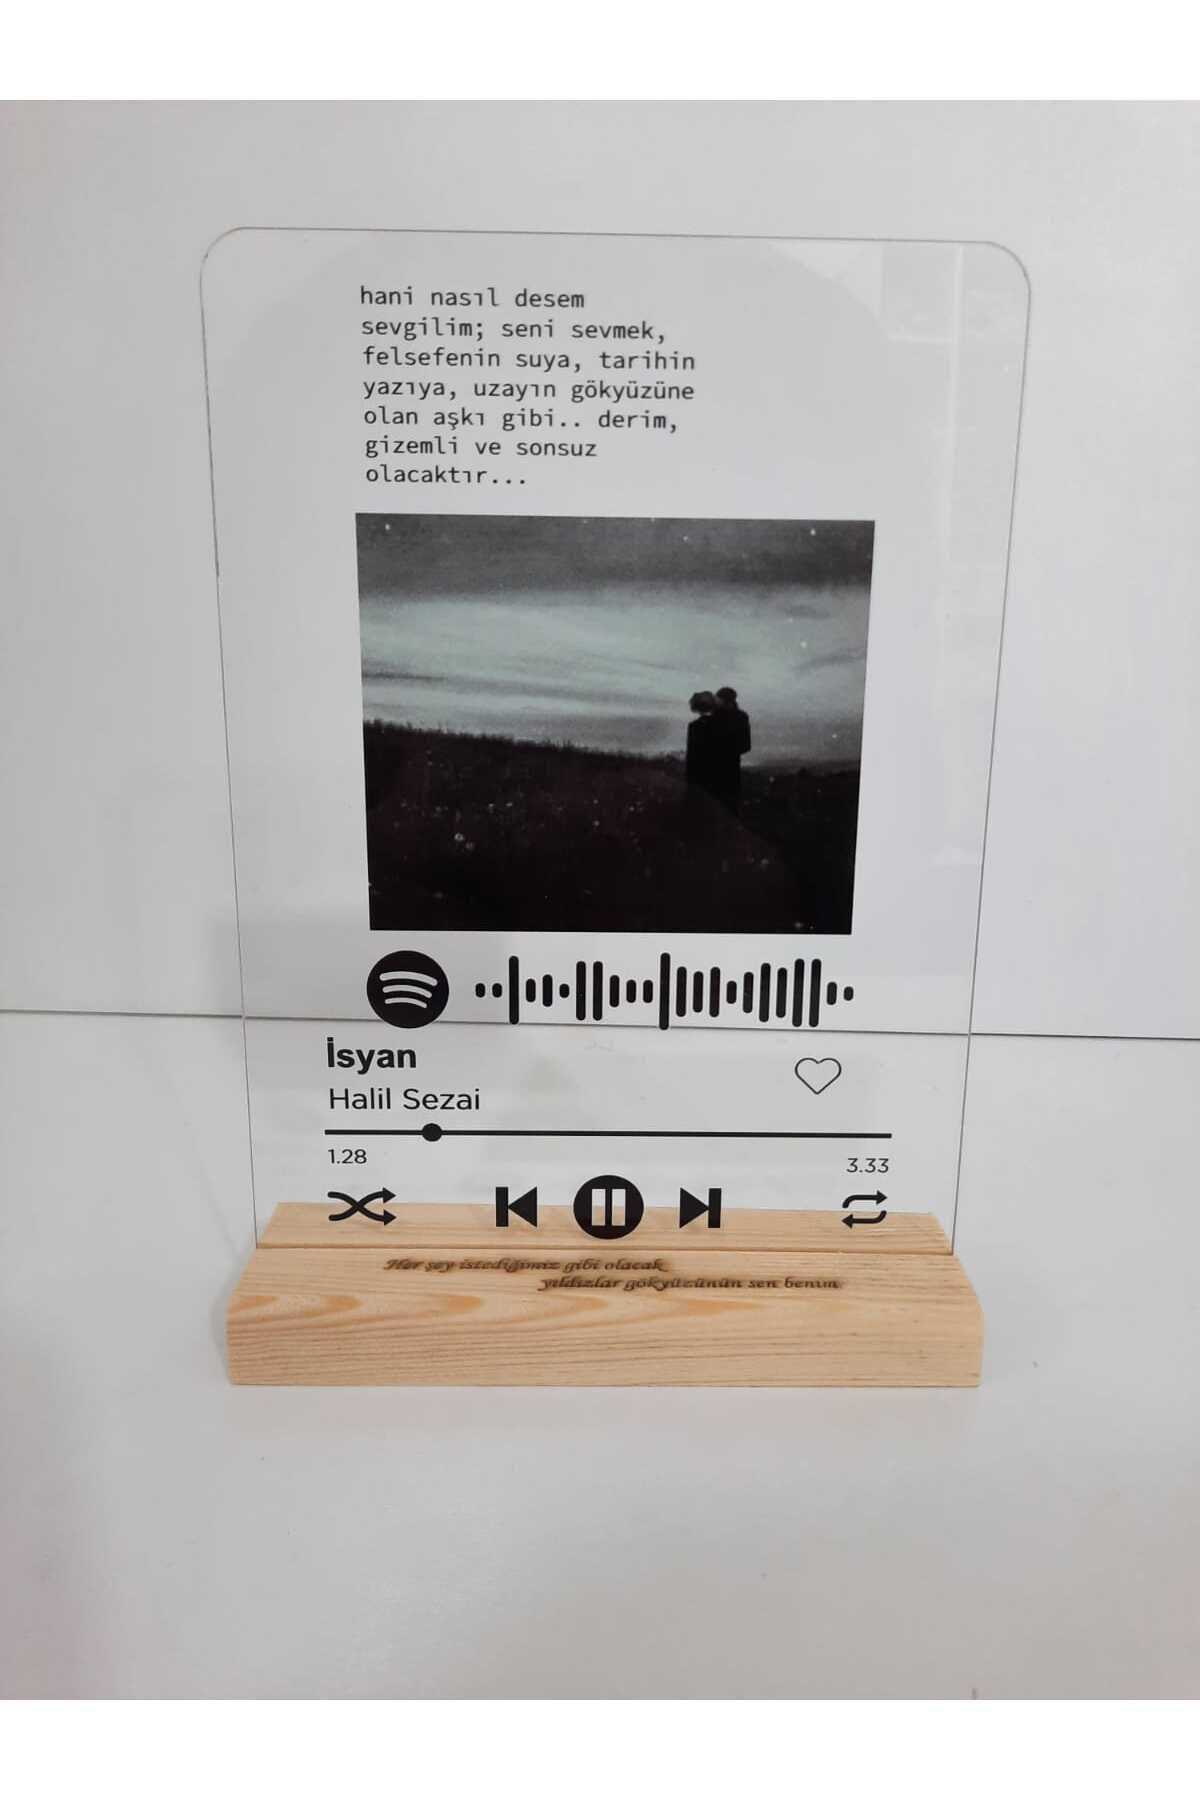 hani nasıl desem
sevgilim; seni sevmek,
felsefenin suya, tarihin
yazıya, uzayın gökyüzüne
olan aşkı gibi.. derim,
gizemli ve sonsuz
olacaktır...
İsyan
Halil Sezai
1.28
3.33
Her şey istediğimiz gibi olacak
yıldızlar gökyüzünün sen benim